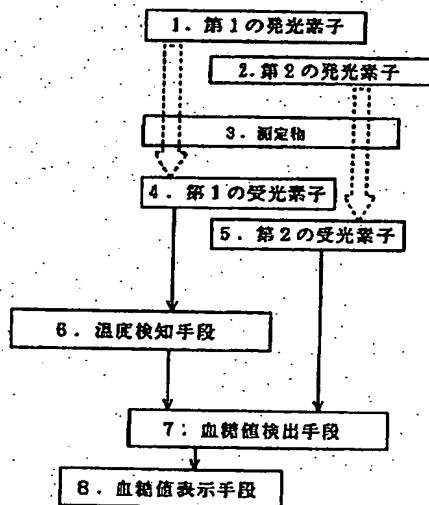 1. 第1の発光素子
2. 第2の発光素子
3. 測定物
4. 第1の受光素子
5. 第2の受光素子
6. 温度検知手段
7: 血糖値検出手段
8. 血糖値表示手段